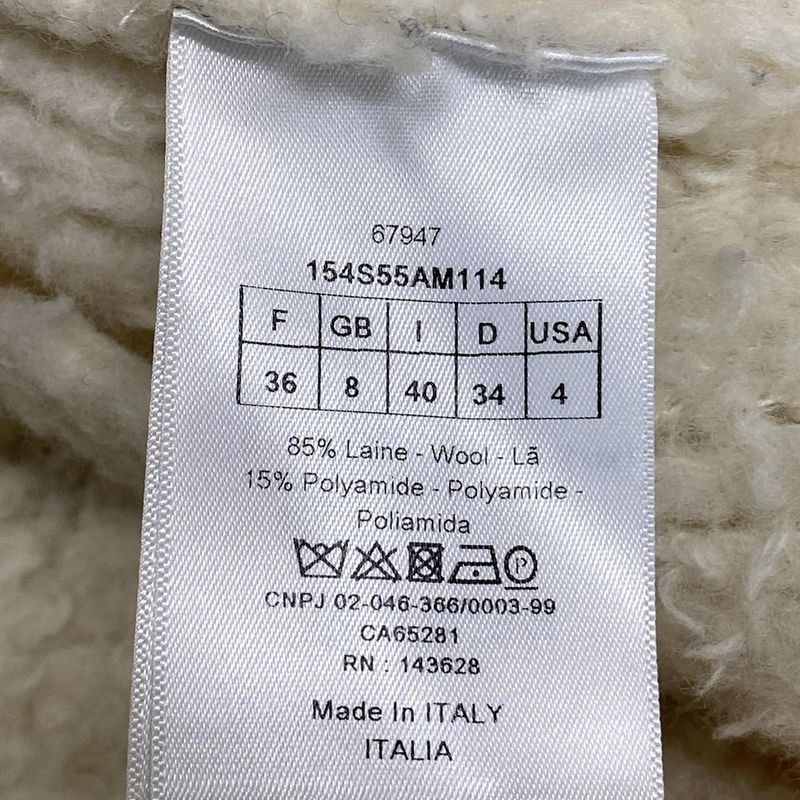 67947
154S55AM114
F GB I D USA
36 8 40 34 4
85% Laine - Wool - Lã
15% Polyamide - Polyamide -
Poliamida
P
CNPJ 02-046-366/0003-99
CA65281
RN : 143628
Made In ITALY
ITALIA